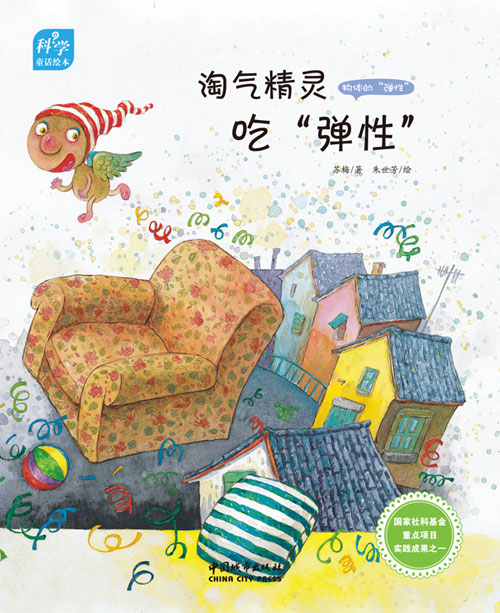 科学
童话绘本
淘气精灵
物体的“弹性”
吃“弹性”
苏梅/著 朱世芳/绘
国家社科基金
重点项目
实践成果之一
中国城市出版社
CHINA CITY PRESS